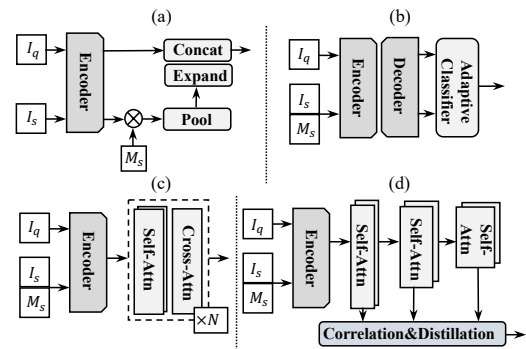 (a)
I_q
I_s
Encoder
M_s
Concat
Expand
Pool
(b)
I_q
I_s
M_s
Encoder
Decoder
Adaptive
Classifier
(c)
I_q
I_s
M_s
Encoder
Self-Attn
Cross-Attn
×N
(d)
I_q
I_s
M_s
Encoder
Self-Attn
Self-Attn
Self-
Attn
Correlation&Distillation